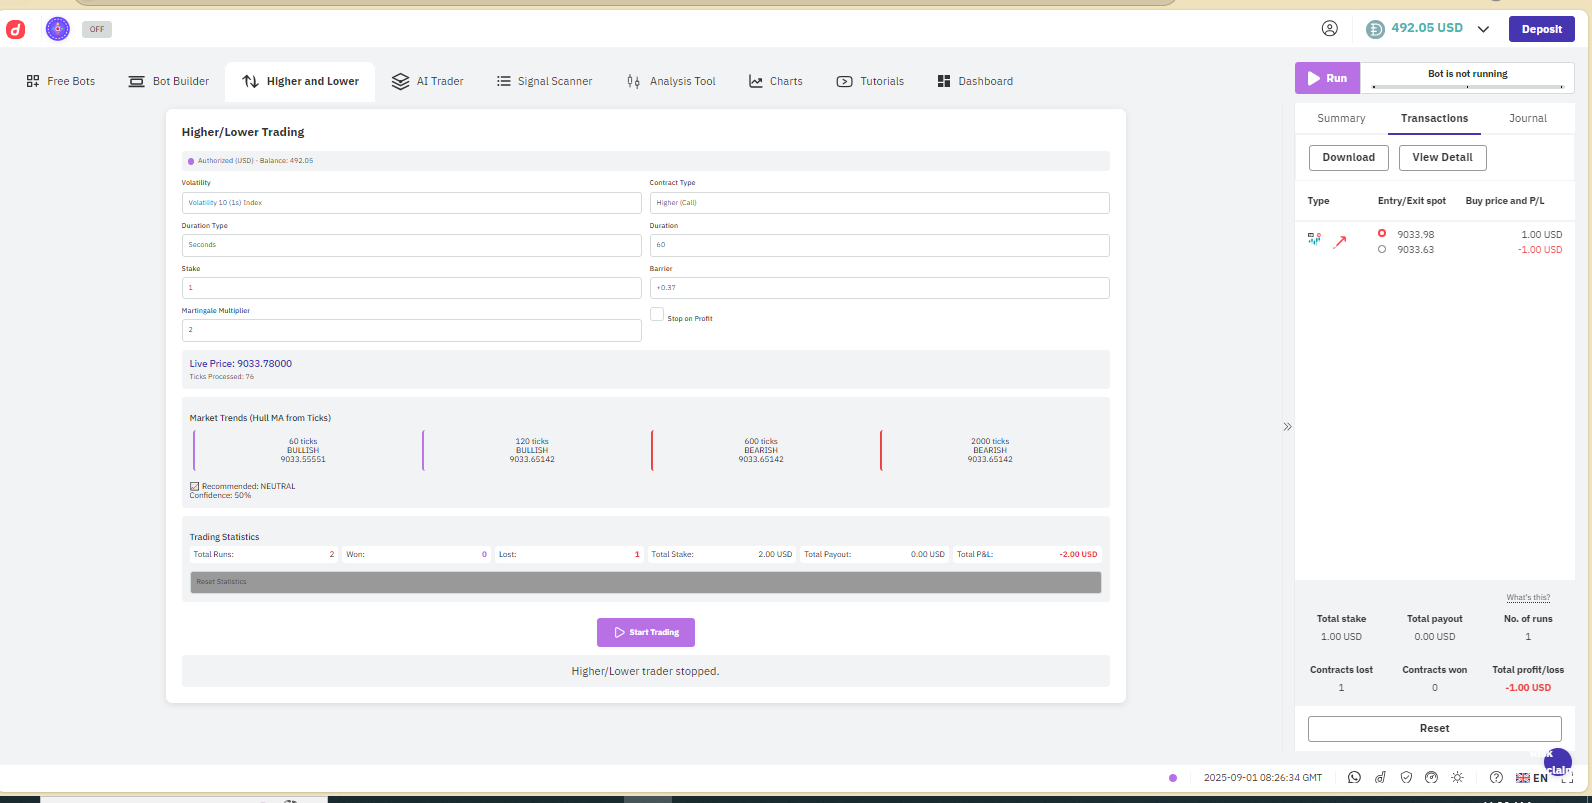 OFF
492.05 USD
Deposit
Free Bots
Bot Builder
Higher and Lower
AI Trader
Signal Scanner
Analysis Tool
Charts
Tutorials
Dashboard
Run
Bot is not running
Higher/Lower Trading
Authorized (USD) - Balance: 492.05
Volatility
Contract Type
Volatility 10 (1s) Index
Higher (Call)
Duration Type
Duration
Seconds
60
Stake
Barrier
1
+0.37
Martingale Multiplier
2
Stop on Profit
Live Price: 9033.78000
Ticks Processed: 76
Market Trends (Hull MA from Ticks)
60 ticks
BULLISH
9033.55551
120 ticks
BULLISH
9033.65142
600 ticks
BEARISH
9033.65142
2000 ticks
BEARISH
9033.65142
Recommended: NEUTRAL
Confidence: 50%
Trading Statistics
Total Runs: 2
Won: 0
Lost: 1
Total Stake: 2.00 USD
Total Payout: 0.00 USD
Total P&L: -2.00 USD
Reset Statistics
Start Trading
Higher/Lower trader stopped.
Summary
Transactions
Journal
Download
View Detail
Type
Entry/Exit spot
Buy price and P/L
9033.98
1.00 USD
9033.63
-1.00 USD
What's this?
Total stake
Total payout
No. of runs
1.00 USD
0.00 USD
1
Contracts lost
Contracts won
Total profit/loss
1
0
-1.00 USD
Reset
2025-09-01 08:26:34 GMT
EN